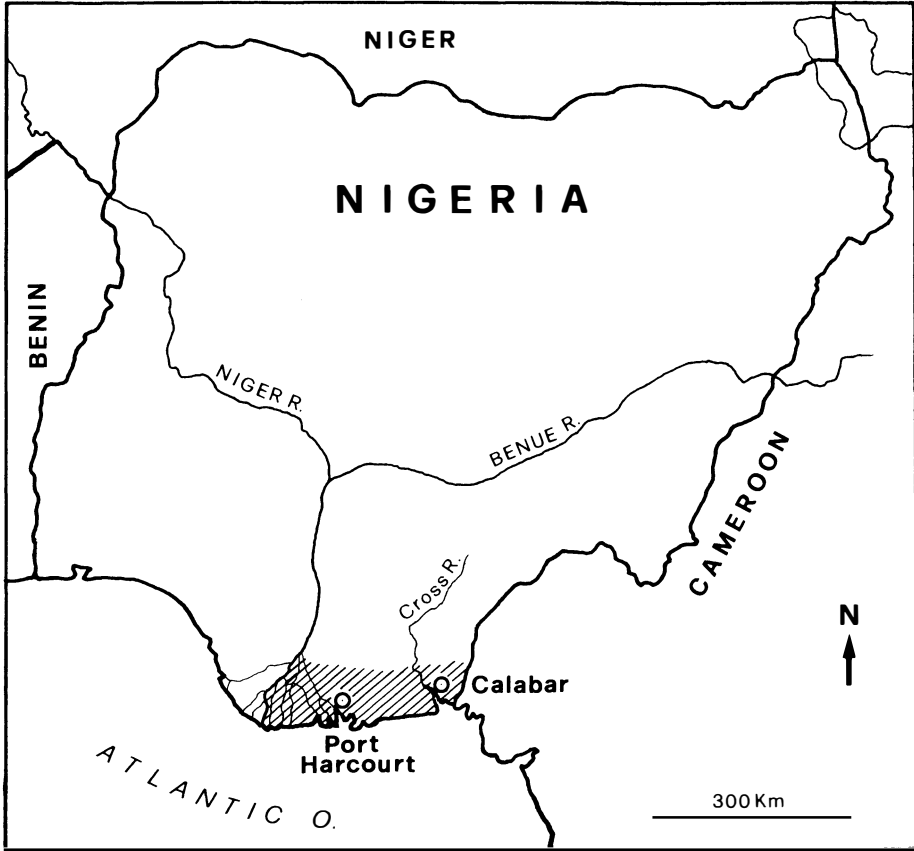 NIGER
NIGERIA
BENIN
NIGER R.
BENUE R.
CAMEROON
Cross R.
N
Calabar
Port
Harcourt
ATLANTIC O.
300 Km